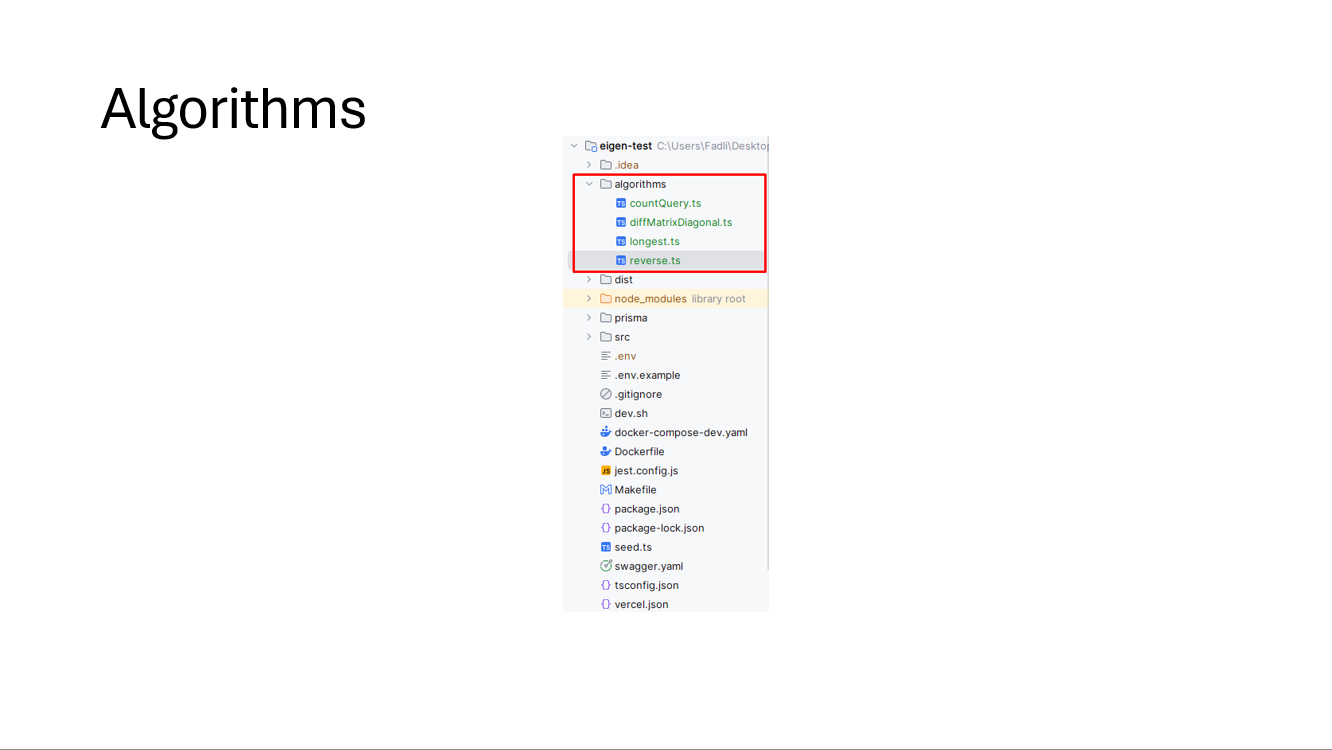 Algorithms
eigen-test C:\Users\Fadli\Desktop
.idea
algorithms
countQuery.ts
diffMatrixDiagonal.ts
longest.ts
reverse.ts
dist
node_modules library root
prisma
src
.env
.env.example
.gitignore
dev.sh
docker-compose-dev.yaml
Dockerfile
jest.config.js
Makefile
package.json
package-lock.json
seed.ts
swagger.yaml
tsconfig.json
vercel.json